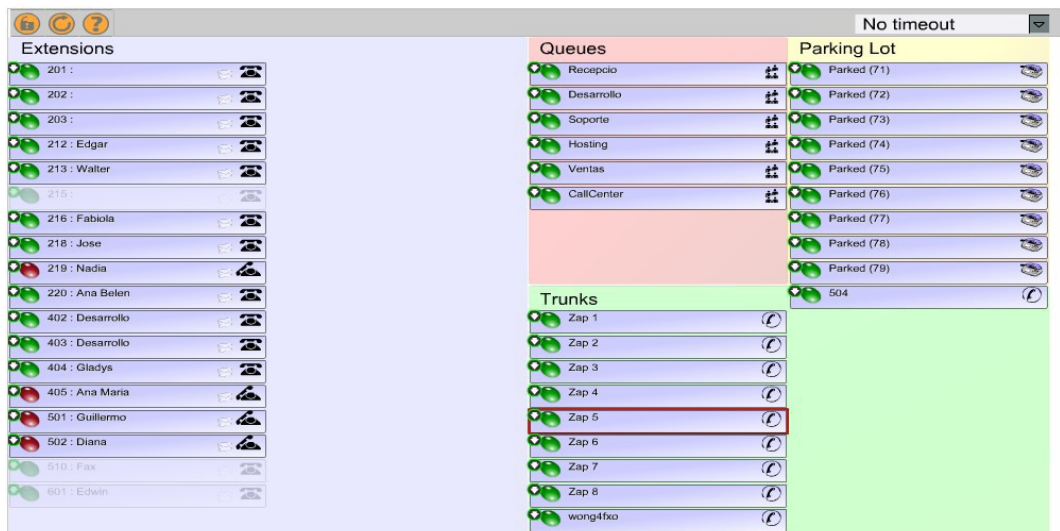 No timeout
Extensions
201 :
202 :
203 :
212 : Edgar
213 : Walter
215 :
216 : Fabiola
218 : Jose
219 : Nadia
220 : Ana Belen
402 : Desarrollo
403 : Desarrollo
404 : Gladys
405 : Ana Maria
501 : Guillermo
502 : Diana
510 : Fax
601 : Edwin
Queues
Recepcio
Desarrollo
Soporte
Hosting
Ventas
CallCenter
Trunks
Zap 1
Zap 2
Zap 3
Zap 4
Zap 5
Zap 6
Zap 7
Zap 8
wong4fxo
Parking Lot
Parked (71)
Parked (72)
Parked (73)
Parked (74)
Parked (75)
Parked (76)
Parked (77)
Parked (78)
Parked (79)
504